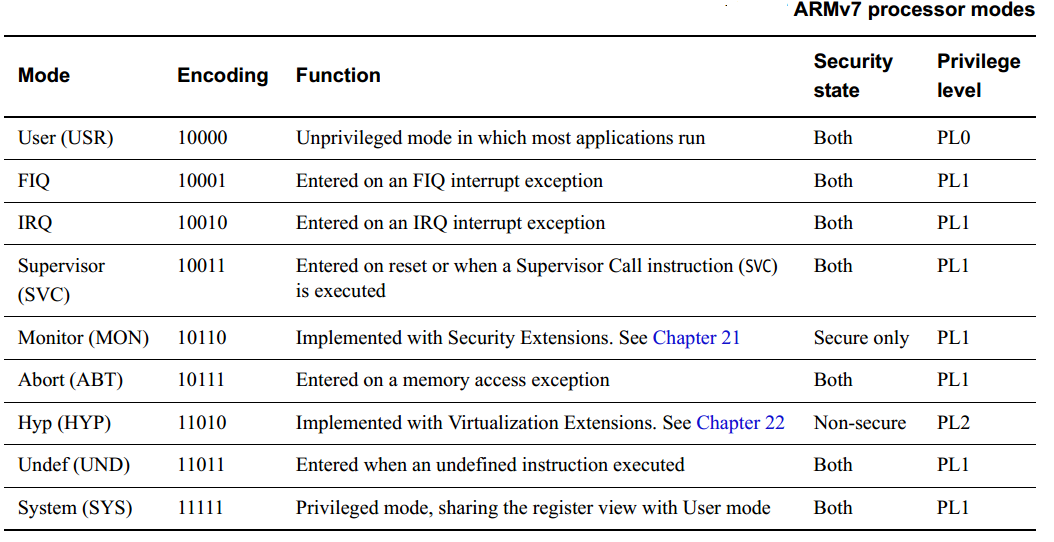 ARMv7 processor modes
Mode Encoding Function Security state Privilege level
User (USR) 10000 Unprivileged mode in which most applications run Both PL0
FIQ 10001 Entered on an FIQ interrupt exception Both PL1
IRQ 10010 Entered on an IRQ interrupt exception Both PL1
Supervisor (SVC) 10011 Entered on reset or when a Supervisor Call instruction (SVC) is executed Both PL1
Monitor (MON) 10110 Implemented with Security Extensions. See Chapter 21 Secure only PL1
Abort (ABT) 10111 Entered on a memory access exception Both PL1
Hyp (HYP) 11010 Implemented with Virtualization Extensions. See Chapter 22 Non-secure PL2
Undef (UND) 11011 Entered when an undefined instruction executed Both PL1
System (SYS) 11111 Privileged mode, sharing the register view with User mode Both PL1